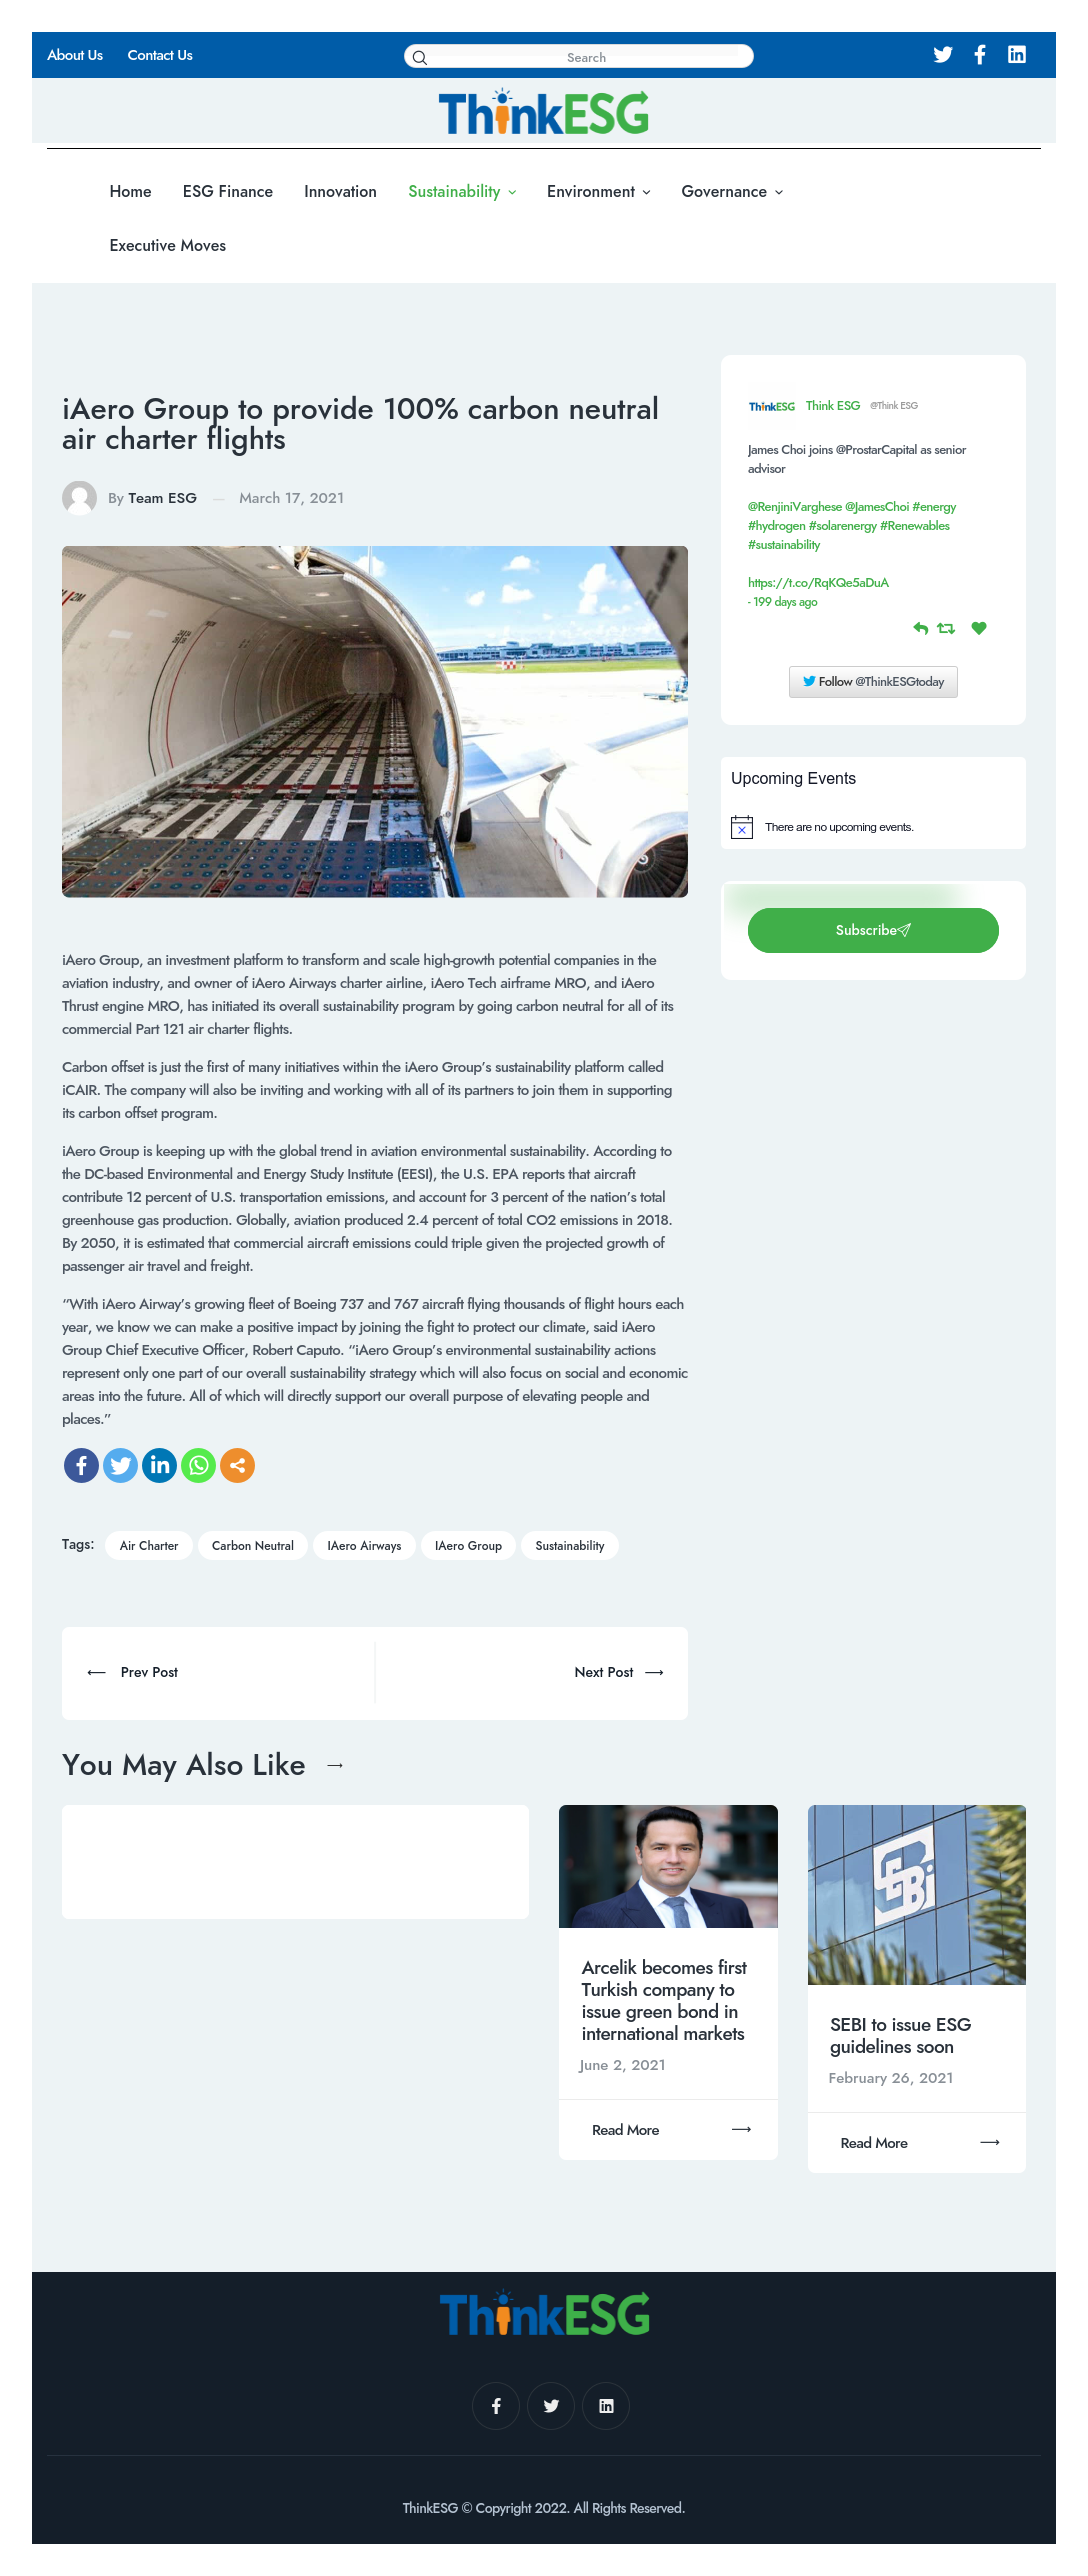 About Us
Contact Us
Search
ThinkESG
Home
ESG Finance
Innovation
Sustainability
Environment
Governance
Executive Moves
iAero Group to provide 100% carbon neutral
air charter flights
By Team ESG — March 17, 2021
iAero Group, an investment platform to transform and scale high-growth potential companies in the
aviation industry, and owner of iAero Airways charter airline, iAero Tech airframe MRO, and iAero
Thrust engine MRO, has initiated its overall sustainability program by going carbon neutral for all of its
commercial Part 121 air charter flights.
Carbon offset is just the first of many initiatives within the iAero Group’s sustainability platform called
iCAIR. The company will also be inviting and working with all of its partners to join them in supporting
its carbon offset program.
iAero Group is keeping up with the global trend in aviation environmental sustainability. According to
the DC-based Environmental and Energy Study Institute (EESI), the U.S. EPA reports that aircraft
contribute 12 percent of U.S. transportation emissions, and account for 3 percent of the nation’s total
greenhouse gas production. Globally, aviation produced 2.4 percent of total CO2 emissions in 2018.
By 2050, it is estimated that commercial aircraft emissions could triple given the projected growth of
passenger air travel and freight.
“With iAero Airway’s growing fleet of Boeing 737 and 767 aircraft flying thousands of flight hours each
year, we know we can make a positive impact by joining the fight to protect our climate, said iAero
Group Chief Executive Officer, Robert Caputo. “iAero Group’s environmental sustainability actions
represent only one part of our overall sustainability strategy which will also focus on social and economic
areas into the future. All of which will directly support our overall purpose of elevating people and
places.”
Tags:
Air Charter
Carbon Neutral
IAero Airways
IAero Group
Sustainability
Prev Post
Next Post
ThinkESG
Think ESG @Think ESG
James Choi joins @ProstarCapital as senior
advisor
@RenjiniVarghese @JamesChoi #energy
#hydrogen #solarenergy #Renewables
#sustainability
https://t.co/RqKQe5aDuA
- 199 days ago
Follow @ThinkESGtoday
Upcoming Events
There are no upcoming events.
Subscribe
You May Also Like
Arcelik becomes first
Turkish company to
issue green bond in
international markets
June 2, 2021
Read More
SEBI
SEBI to issue ESG
guidelines soon
February 26, 2021
Read More
ThinkESG
ThinkESG © Copyright 2022. All Rights Reserved.